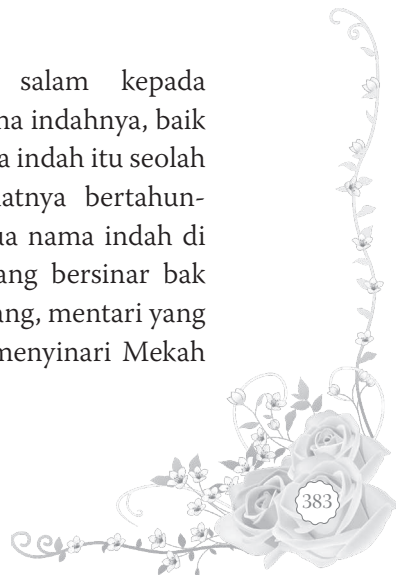 salam kepada
na indahnya, baik
a indah itu seolah
atnya bertahun-
ua nama indah di
ang bersinar bak
ang, mentari yang
menyinari Mekah
383